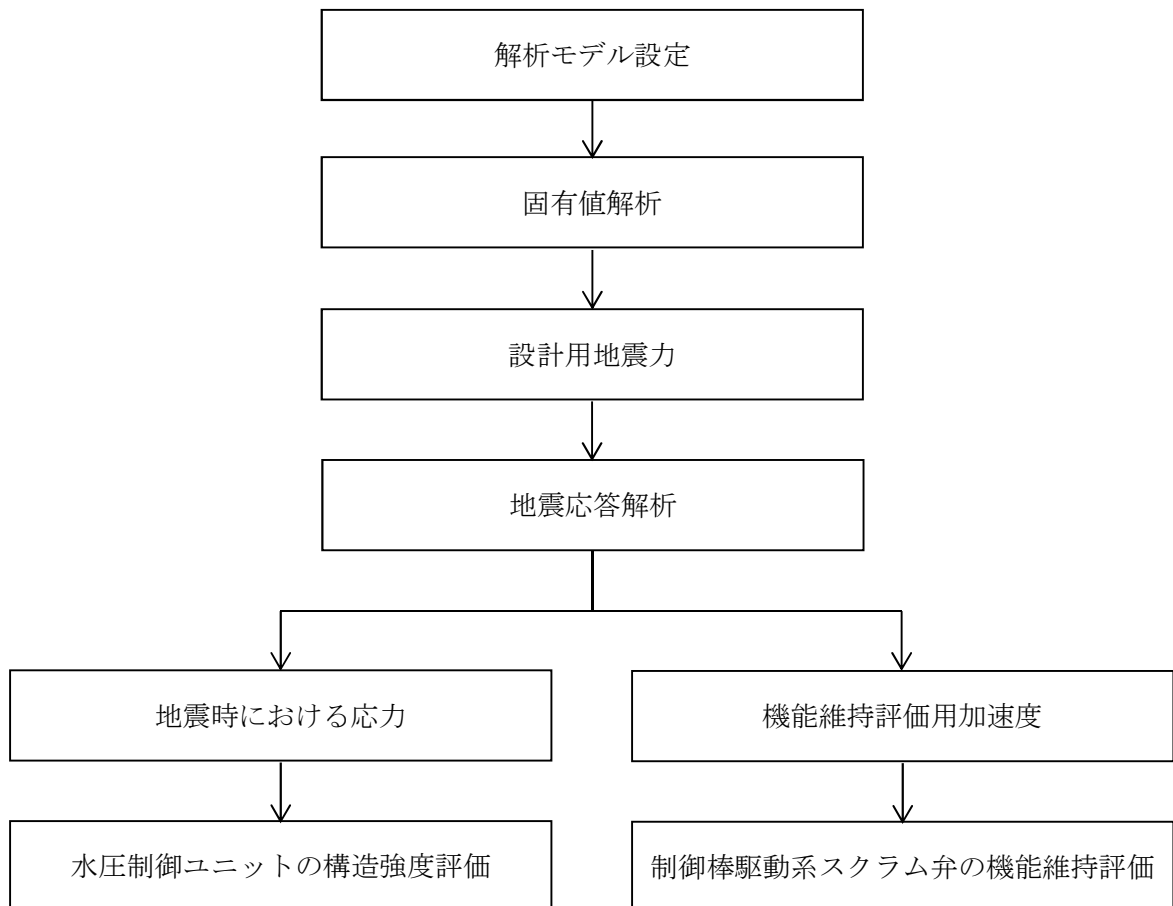 解析モデル設定
固有値解析
設計用地震力
地震応答解析
地震時における応力
機能維持評価用加速度
水圧制御ユニットの構造強度評価
制御棒駆動系スクラム弁の機能維持評価